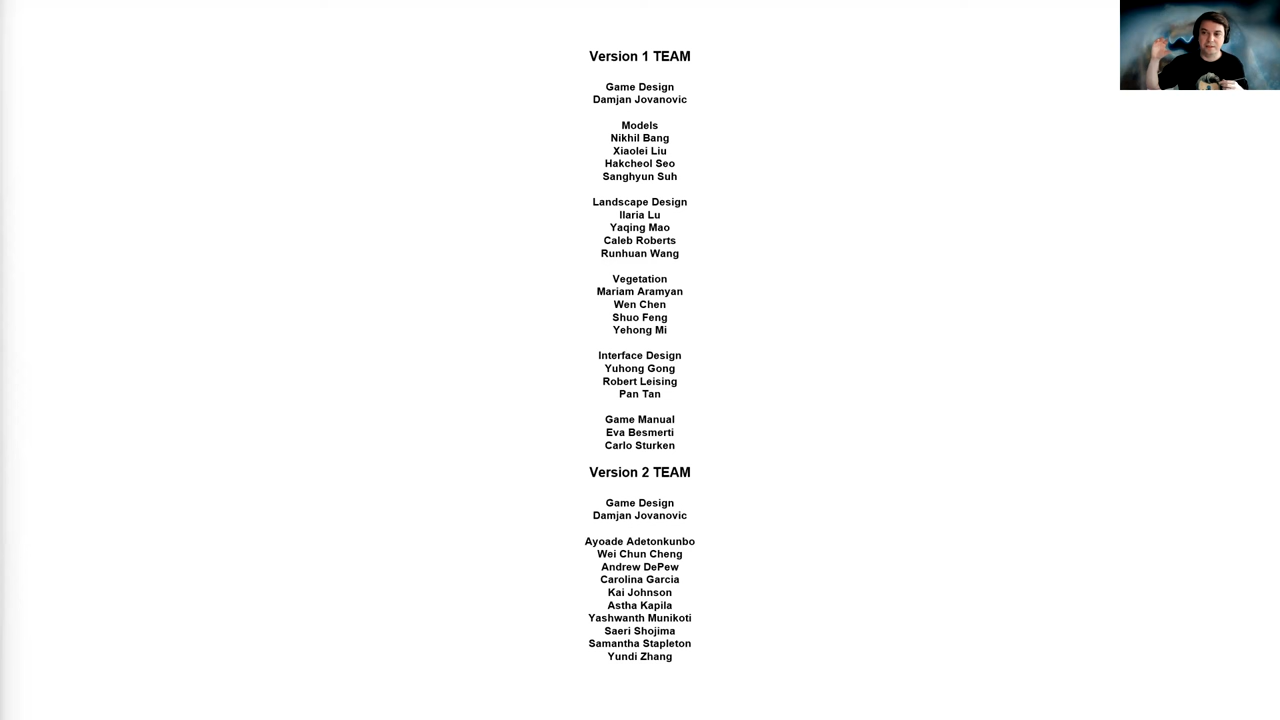 Version 1 TEAM
Game Design
Damjan Jovanovic
Models
Nikhil Bang
Xiaolei Liu
Hakcheol Seo
Sanghyun Suh
Landscape Design
Ilaria Lu
Yaqing Mao
Caleb Roberts
Runhuan Wang
Vegetation
Mariam Aramyan
Wen Chen
Shuo Feng
Yehong Mi
Interface Design
Yuhong Gong
Robert Leising
Pan Tan
Game Manual
Eva Besmerti
Carlo Sturken
Version 2 TEAM
Game Design
Damjan Jovanovic
Ayoade Adetonkunbo
Wei Chun Cheng
Andrew DePew
Carolina Garcia
Kai Johnson
Astha Kapila
Yashwanth Munikoti
Saeri Shojima
Samantha Stapleton
Yundi Zhang